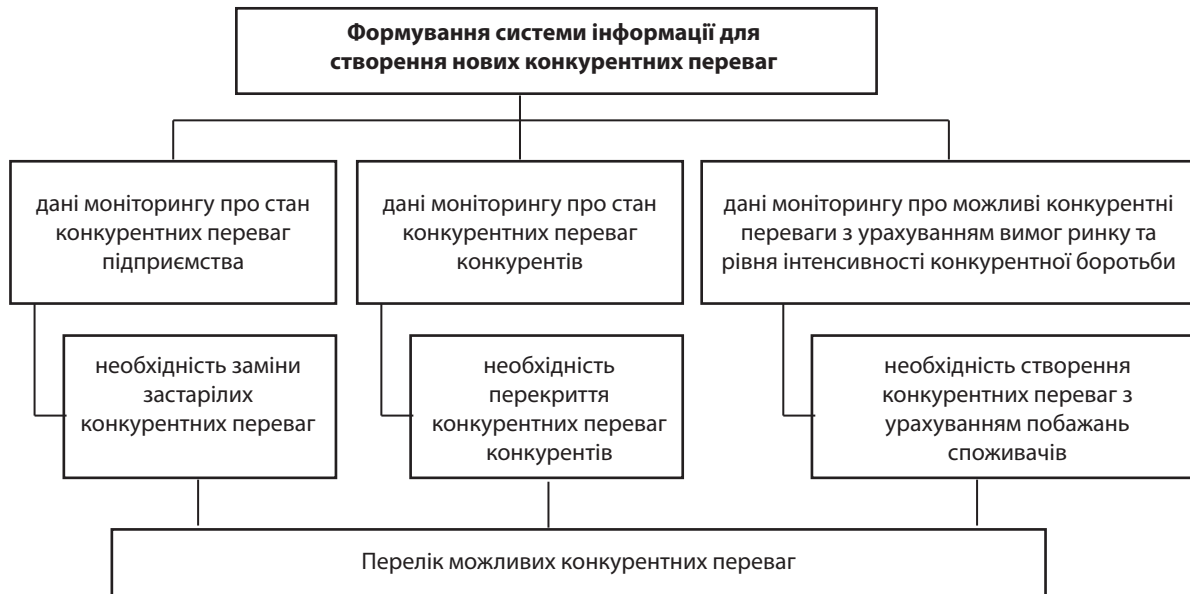 Формування системи інформації для
створення нових конкурентних переваг
дані моніторингу про стан
конкурентних переваг
підприємства
дані моніторингу про стан
конкурентних переваг
конкурентів
дані моніторингу про можливі конкурентні
переваги з урахуванням вимог ринку та
рівня інтенсивності конкурентної боротьби
необхідність заміни
застарілих
конкурентних переваг
необхідність
перекриття
конкурентних переваг
конкурентів
необхідність створення
конкурентних переваг з
урахуванням побажань
споживачів
Перелік можливих конкурентних переваг